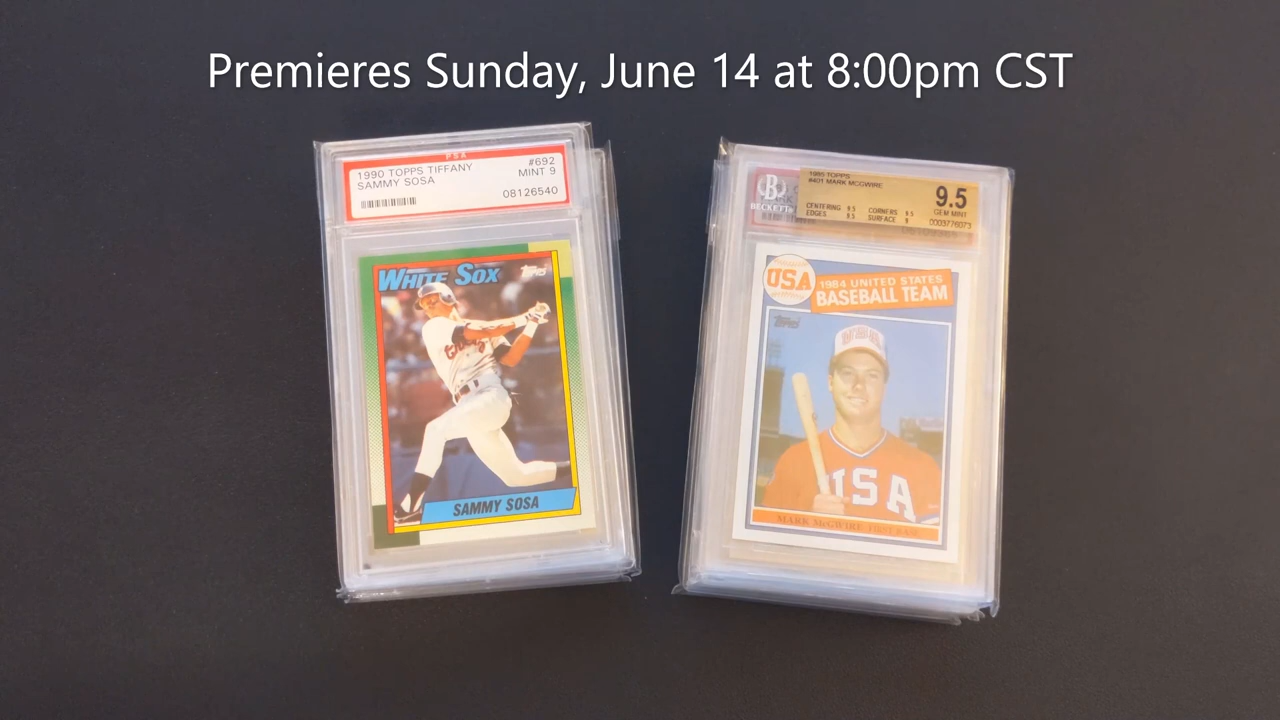 Premieres Sunday, June 14 at 8:00pm CST
PSA
1990 TOPPS TIFFANY #692
SAMMY SOSA MINT 9
08126540
WHITE SOX Topps
SAMMY SOSA
BECKETT
1985 TOPPS
#401 MARK MCGWIRE
9.5
GEM MINT
CENTERING 9.5 CORNERS 9.5
EDGES 9.5 SURFACE 9
0003776073
USA
1984 UNITED STATES
BASEBALL TEAM
Topps
USA
MARK McGWIRE FIRST BASE